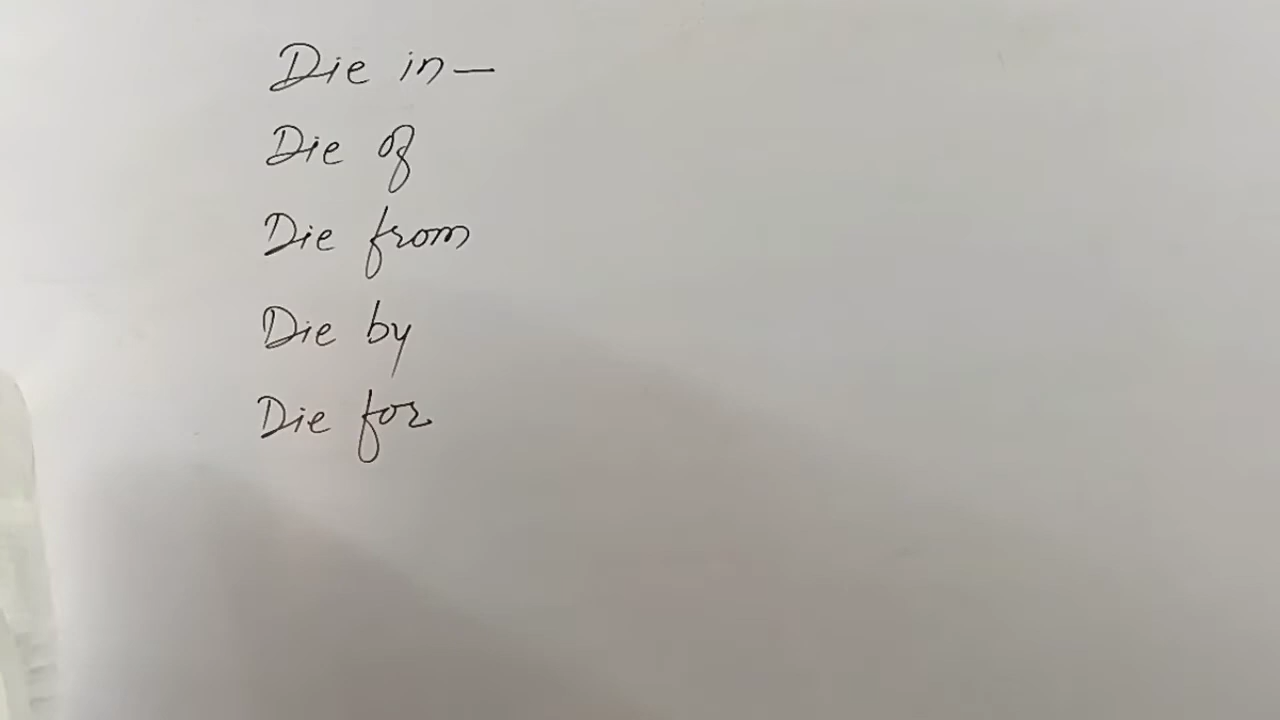 Die in —
Die of
Die from
Die by
Die for